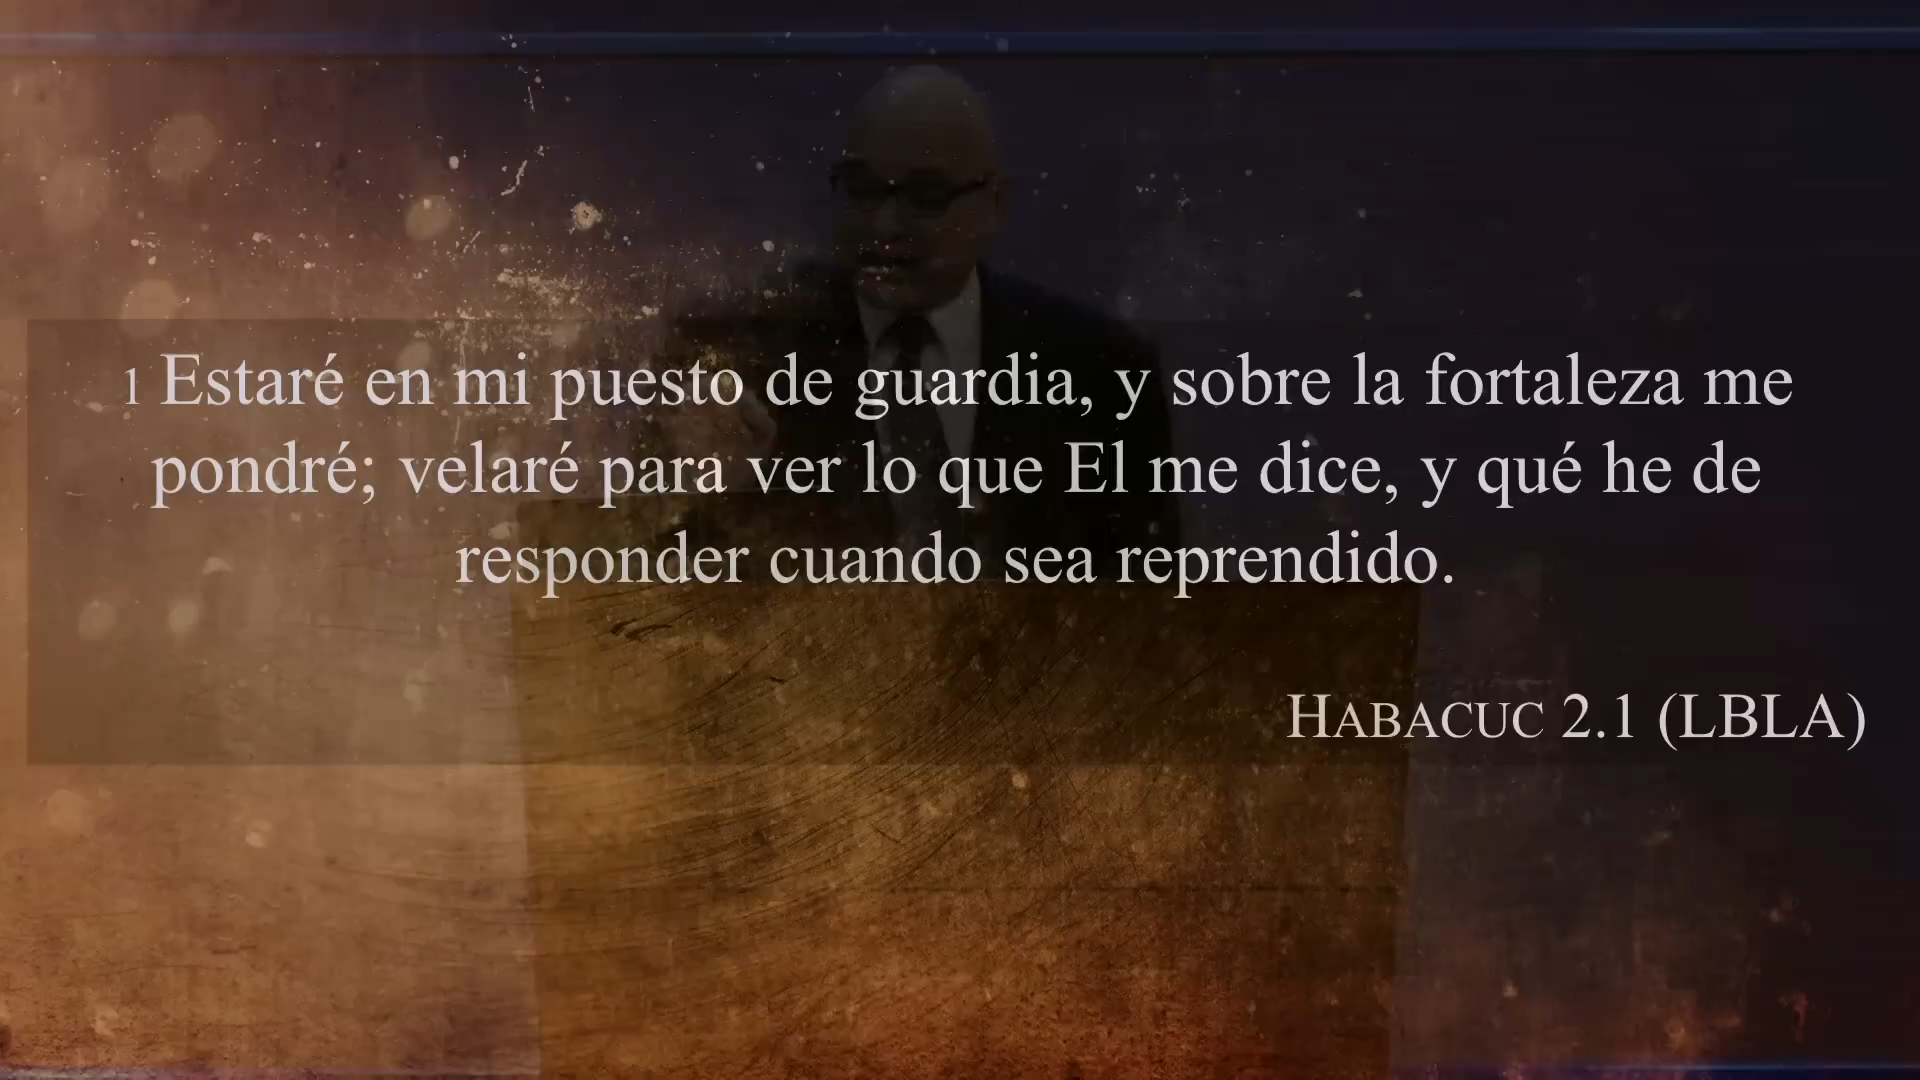 1 Estaré en mi puesto de guardia, y sobre la fortaleza me
pondré; velaré para ver lo que El me dice, y qué he de
responder cuando sea reprendido.
HABACUC 2.1 (LBLA)